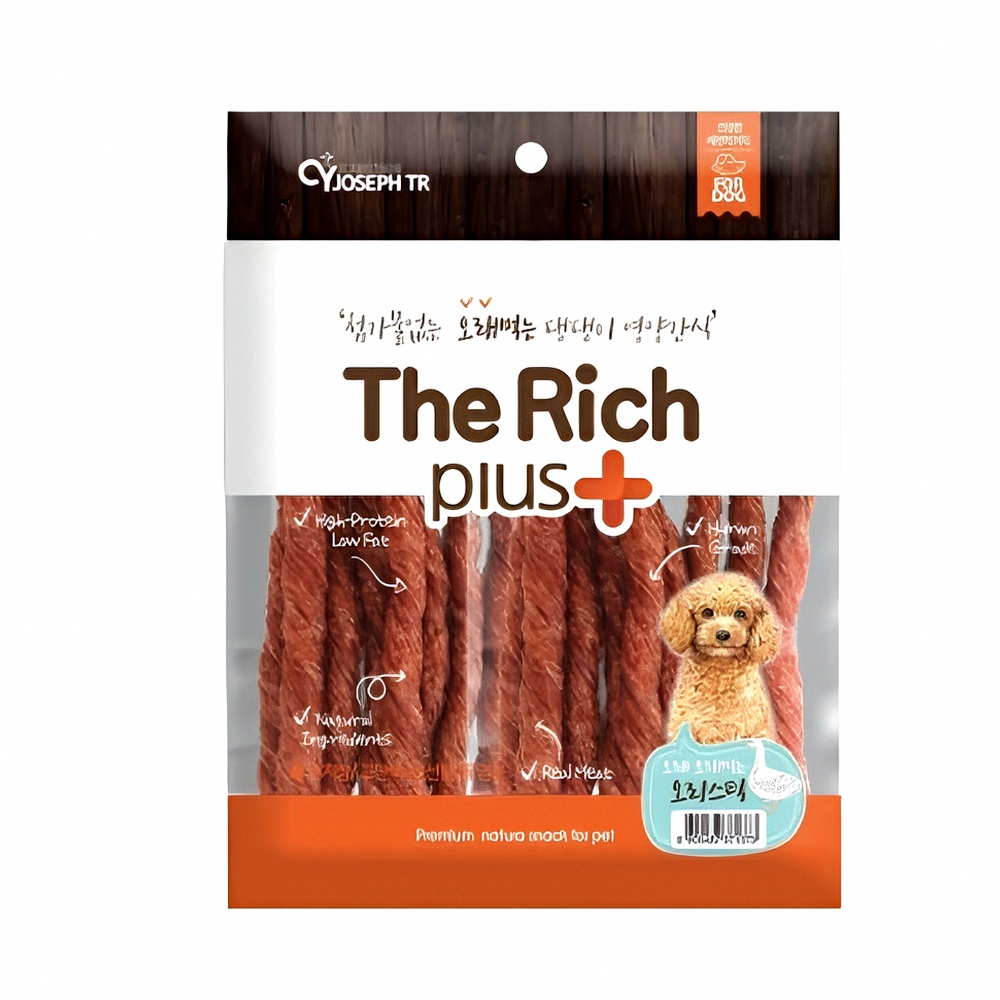 JOSEPH TR
DOG
'첨가물없는 오래먹는 댕댕이 영양간식'
The Rich
plus
High-Protein
Low Fat
Human
Grade
Natural
Ingredients
Real Meat
오리스틱
Premium natural snack for pet